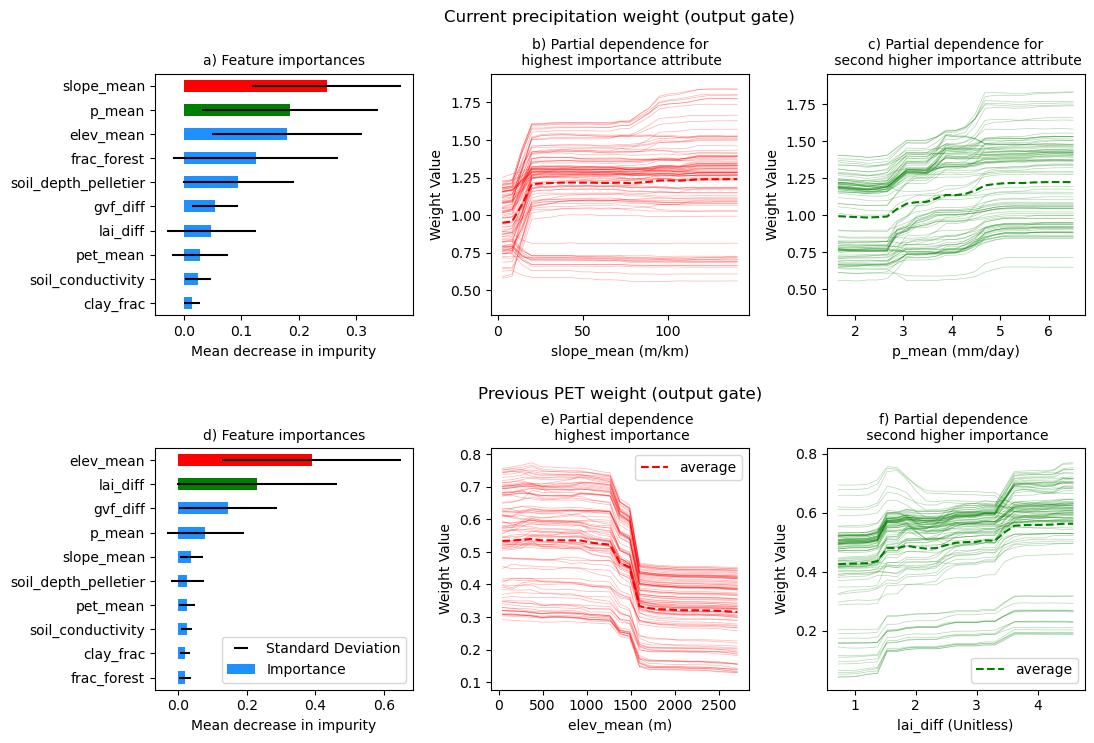 Current precipitation weight (output gate)
a) Feature importances
slope_mean
p_mean
elev_mean
frac_forest
soil_depth_pelletier
gvf_diff
lai_diff
pet_mean
soil_conductivity
clay_frac
0.0 0.1 0.2 0.3
Mean decrease in impurity
b) Partial dependence for
highest importance attribute
1.75
1.50
1.25
1.00
0.75
0.50
Weight Value
0 50 100
slope_mean (m/km)
c) Partial dependence for
second higher importance attribute
1.75
1.50
1.25
1.00
0.75
0.50
Weight Value
2 3 4 5 6
p_mean (mm/day)
Previous PET weight (output gate)
d) Feature importances
elev_mean
lai_diff
gvf_diff
p_mean
slope_mean
soil_depth_pelletier
pet_mean
soil_conductivity
clay_frac
frac_forest
Standard Deviation
Importance
0.0 0.2 0.4 0.6
Mean decrease in impurity
e) Partial dependence
highest importance
average
0.8
0.7
0.6
0.5
0.4
0.3
0.2
0.1
Weight Value
0 500 1000 1500 2000 2500
elev_mean (m)
f) Partial dependence
second higher importance
0.8
0.6
0.4
0.2
Weight Value
average
1 2 3 4
lai_diff (Unitless)